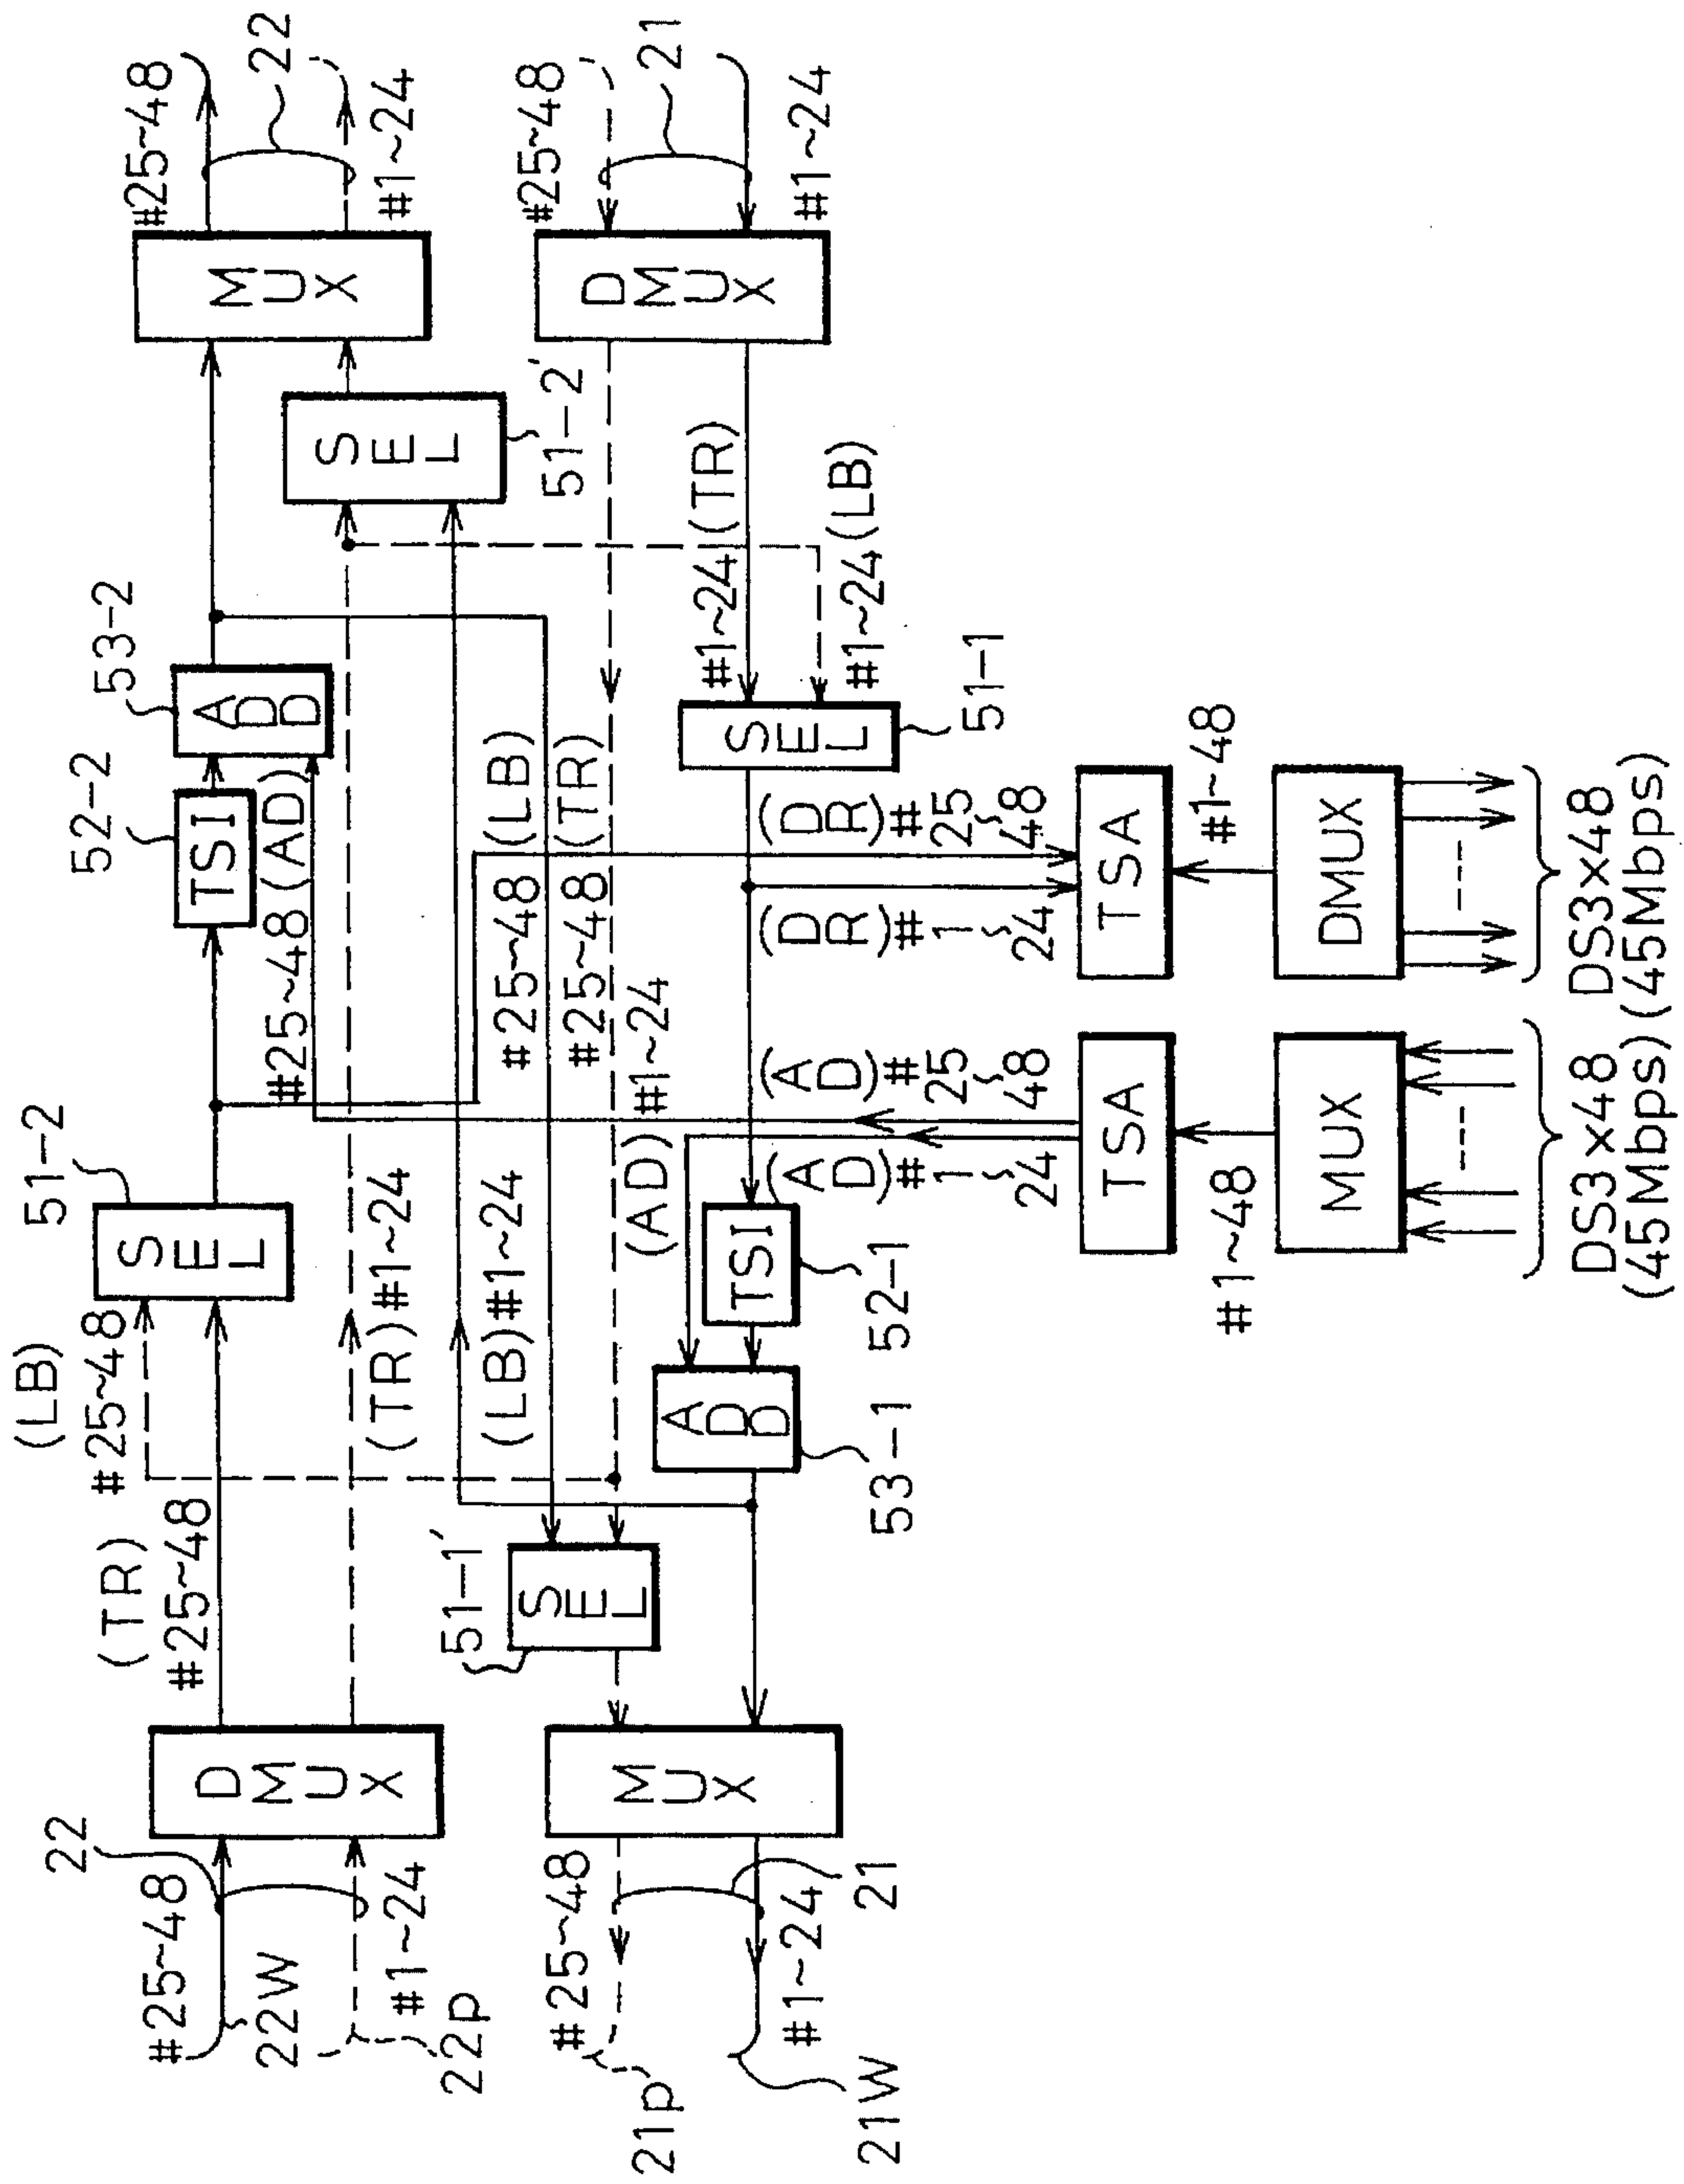 #25~48
22
#1~24
MUX
#25~48
21
#1~24
DMUX
SEL
51-2'
53-2
ADD
52-2
TSI
#25~48 (AD)
51-2
SEL
(LB)
#25~48
(TR)
#25~48
(TR) #1~24
(LB) #1~24
#25~48 (LB)
#25~48 (TR)
#1~24
#1~24 (TR)
#1~24 (LB)
SEL
51-1
(DR) #25~48
(DR) #1~24
TSA
#1~48
DMUX
DS3x48
(45Mbps)
(AD)
(AD) #25~48
(AD) #1~24
TSA
#1~48
MUX
DS3x48
(45Mbps)
TSI
52-1
ADD
53-1
51-1'
SEL
DMUX
22
#25~48
22W
#1~24
22p
MUX
#25~48
21p
#1~24
21
21W